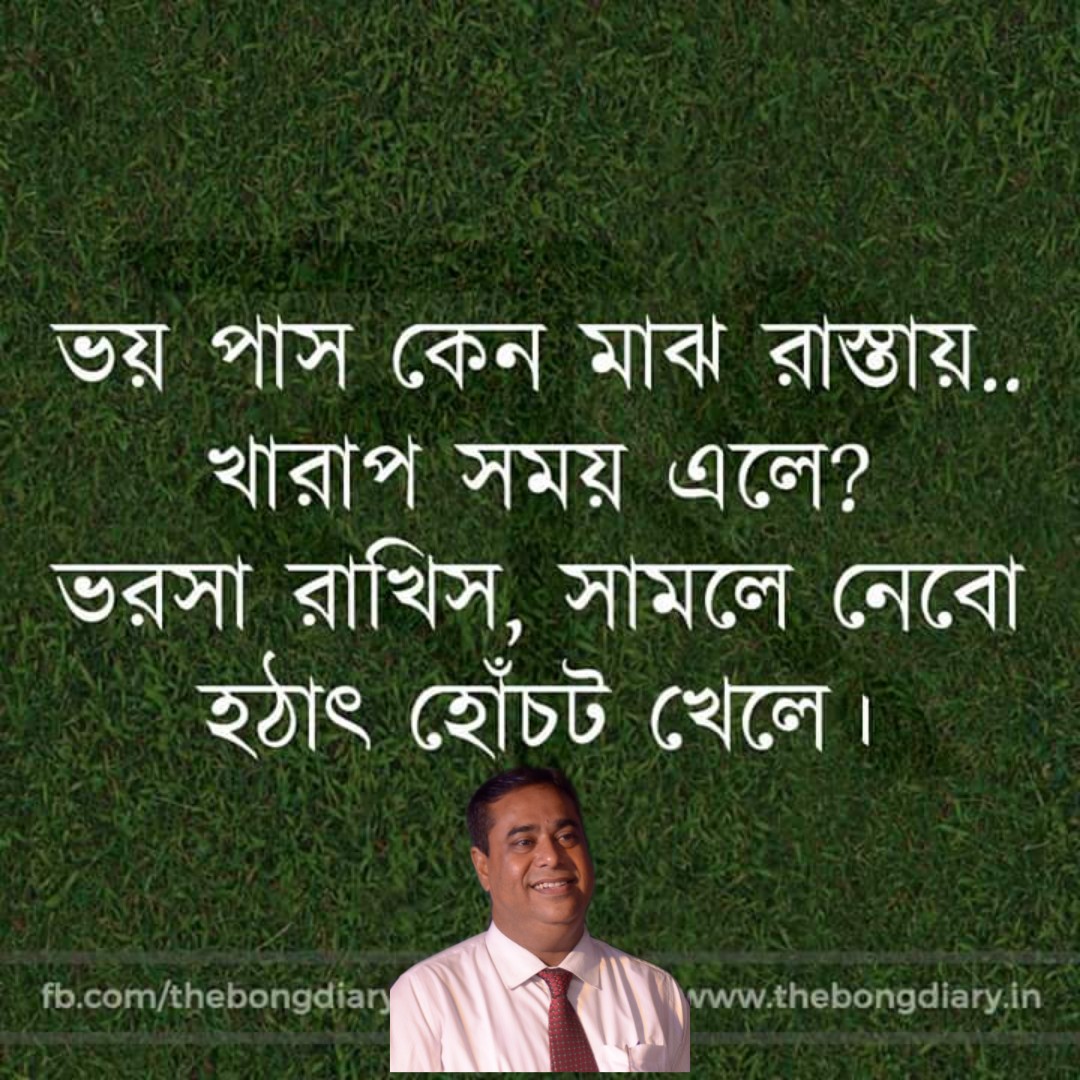 ভয় পাস কেন মাঝ রাস্তায়..
খারাপ সময় এলে?
ভরসা রাখিস, সামলে নেবো
হঠাৎ হোঁচট খেলে।
fb.com/thebongdiary
www.thebongdiary.in